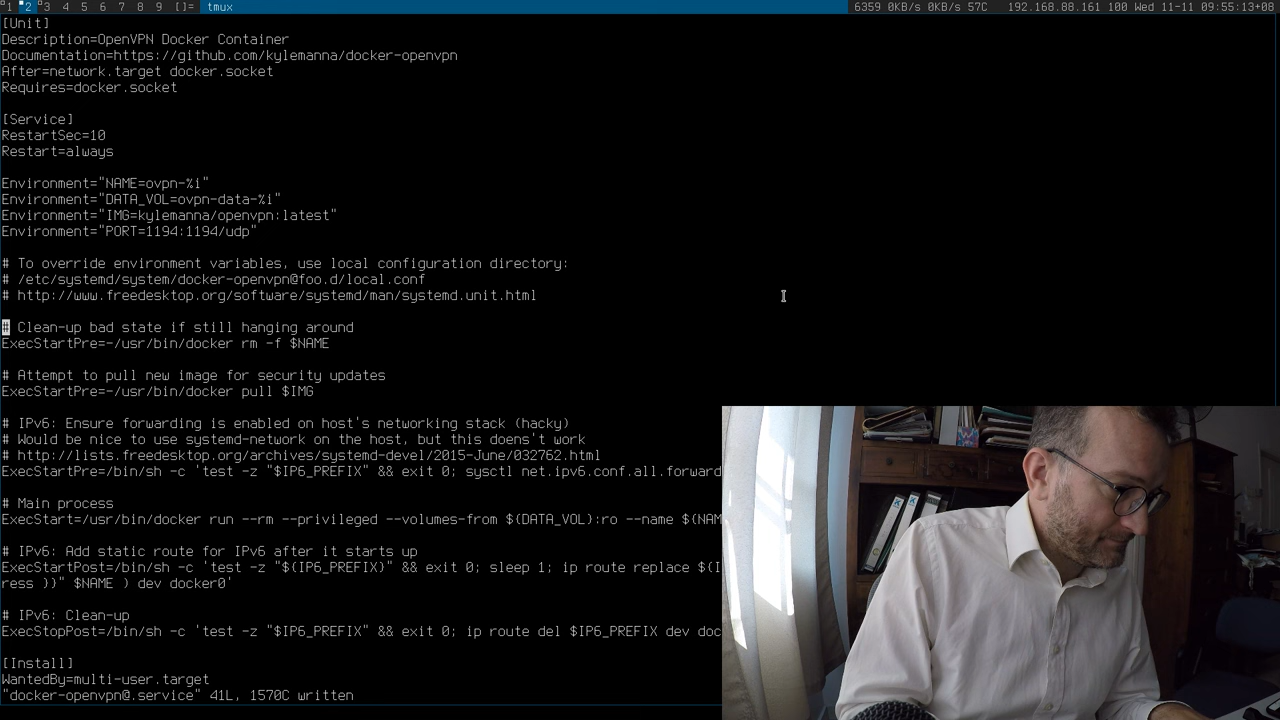 1 2 3 4 5 6 7 8 9 []= tmux 6359 0KB/s 0KB/s 57C 192.168.88.161 100 Wed 11-11 09:55:13+08
[Unit]
Description=OpenVPN Docker Container
Documentation=https://github.com/kylemanna/docker-openvpn
After=network.target docker.socket
Requires=docker.socket
[Service]
RestartSec=10
Restart=always
Environment="NAME=ovpn-%i"
Environment="DATA_VOL=ovpn-data-%i"
Environment="IMG=kylemanna/openvpn:latest"
Environment="PORT=1194:1194/udp"
# To override environment variables, use local configuration directory:
# /etc/systemd/system/docker-openvpn@foo.d/local.conf
# http://www.freedesktop.org/software/systemd/man/systemd.unit.html
# Clean-up bad state if still hanging around
ExecStartPre=-/usr/bin/docker rm -f $NAME
# Attempt to pull new image for security updates
ExecStartPre=-/usr/bin/docker pull $IMG
# IPv6: Ensure forwarding is enabled on host's networking stack (hacky)
# Would be nice to use systemd-network on the host, but this doens't work
# http://lists.freedesktop.org/archives/systemd-devel/2015-June/032762.html
ExecStartPre=/bin/sh -c 'test -z "$IP6_PREFIX" && exit 0; sysctl net.ipv6.conf.all.forward
# Main process
ExecStart=/usr/bin/docker run --rm --privileged --volumes-from ${DATA_VOL}:ro --name ${NAM
# IPv6: Add static route for IPv6 after it starts up
ExecStartPost=/bin/sh -c 'test -z "${IP6_PREFIX}" && exit 0; sleep 1; ip route replace ${I
ress }}" $NAME ) dev docker0'
# IPv6: Clean-up
ExecStopPost=/bin/sh -c 'test -z "$IP6_PREFIX" && exit 0; ip route del $IP6_PREFIX dev doc
[Install]
WantedBy=multi-user.target
"docker-openvpn@.service" 41L, 1570C written